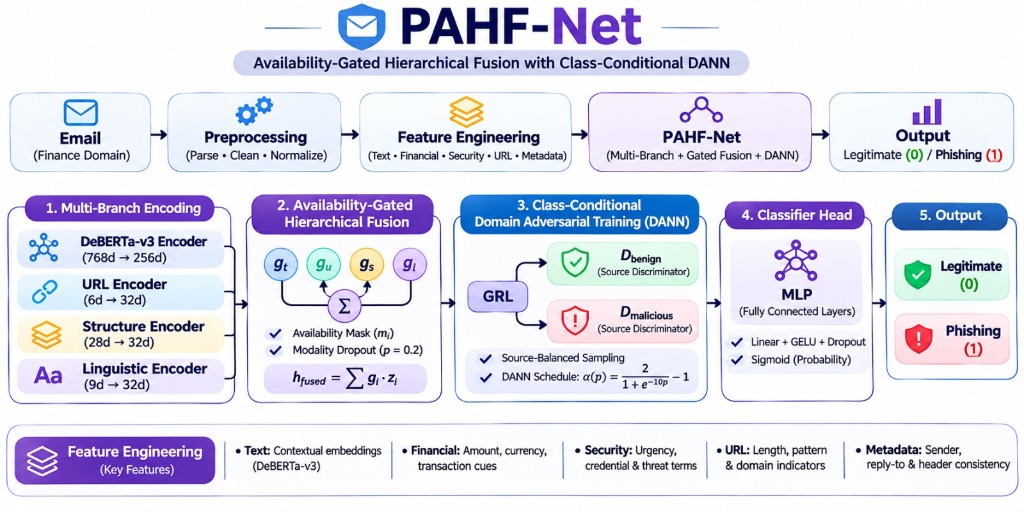 PAHF-Net
Availability-Gated Hierarchical Fusion with Class-Conditional DANN
Email
(Finance Domain)
Preprocessing
(Parse • Clean • Normalize)
Feature Engineering
(Text • Financial • Security • URL • Metadata)
PAHF-Net
(Multi-Branch + Gated Fusion + DANN)
Output
Legitimate (0) / Phishing (1)
1. Multi-Branch Encoding
DeBERTa-v3 Encoder
(768d → 256d)
URL Encoder
(6d → 32d)
Structure Encoder
(28d → 32d)
Aa
Linguistic Encoder
(9d → 32d)
2. Availability-Gated
Hierarchical Fusion
g_t g_u g_s g_l
Σ
Availability Mask (m_i)
Modality Dropout (p = 0.2)
h_fused = ∑ g_i · z_i
3. Class-Conditional
Domain Adversarial Training (DANN)
GRL
D_benign
(Source Discriminator)
D_malicious
(Source Discriminator)
Source-Balanced Sampling
DANN Schedule: α(p) = 2 / (1 + e^{-10p}) − 1
4. Classifier Head
MLP
(Fully Connected Layers)
Linear + GELU + Dropout
Sigmoid (Probability)
5. Output
Legitimate
(0)
Phishing
(1)
Feature Engineering
(Key Features)
• Text: Contextual embeddings
(DeBERTa-v3)
• Financial: Amount, currency,
transaction cues
• Security: Urgency,
credential & threat terms
• URL: Length, pattern
& domain indicators
• Metadata: Sender,
reply-to & header consistency